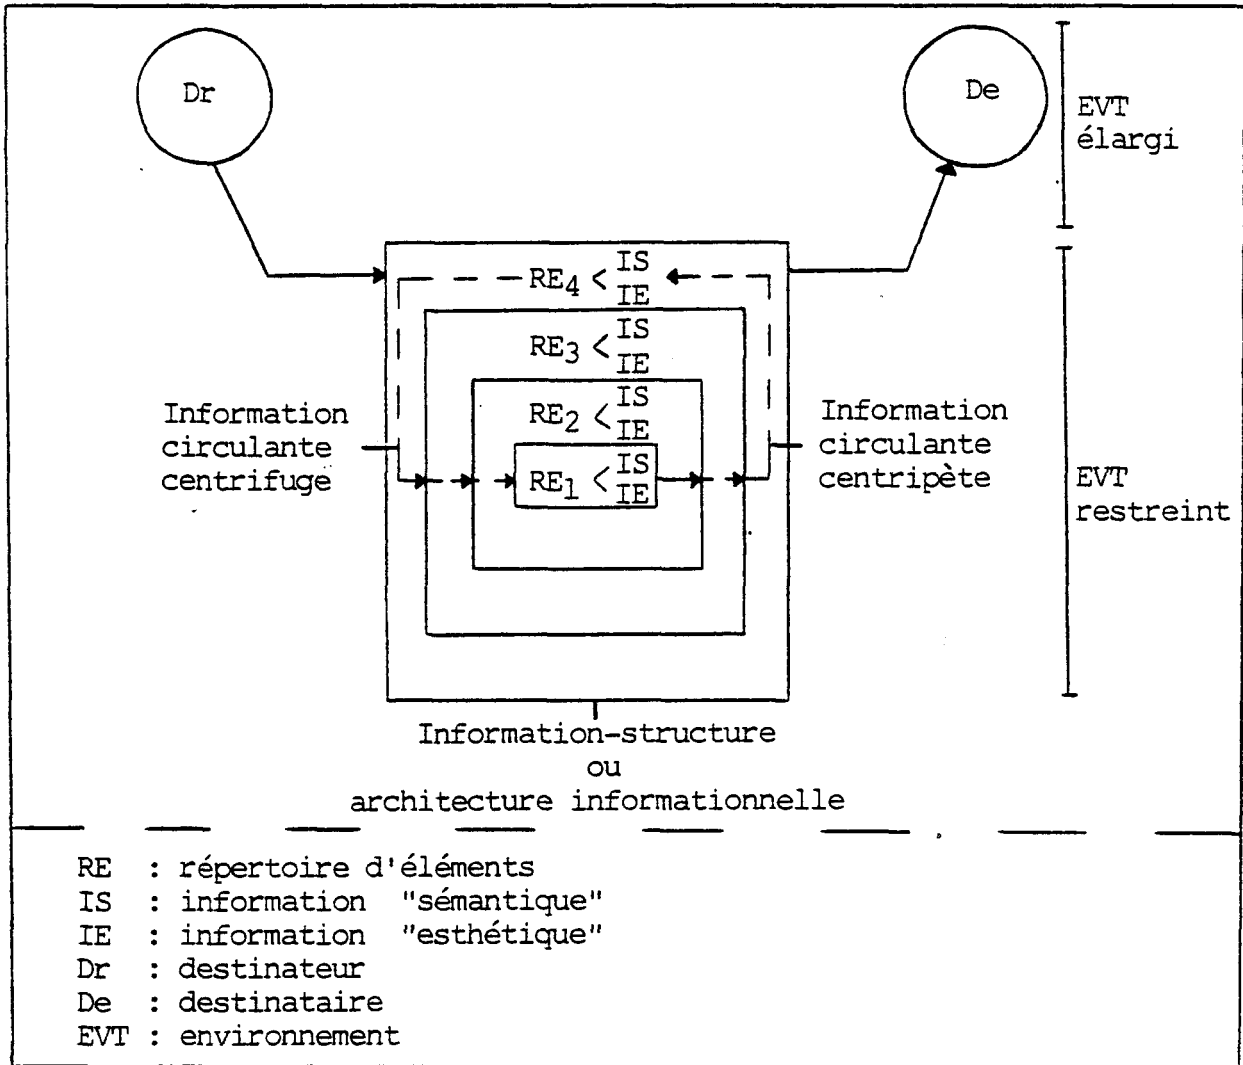 Dr
De
EVT
élargi
RE4 < IS
IE
RE3 < IS
IE
RE2 < IS
IE
RE1 < IS
IE
Information
circulante
centrifuge
Information
circulante
centripète
EVT
restreint
Information-structure
ou
architecture informationnelle
RE : répertoire d'éléments
IS : information "sémantique"
IE : information "esthétique"
Dr : destinateur
De : destinataire
EVT : environnement